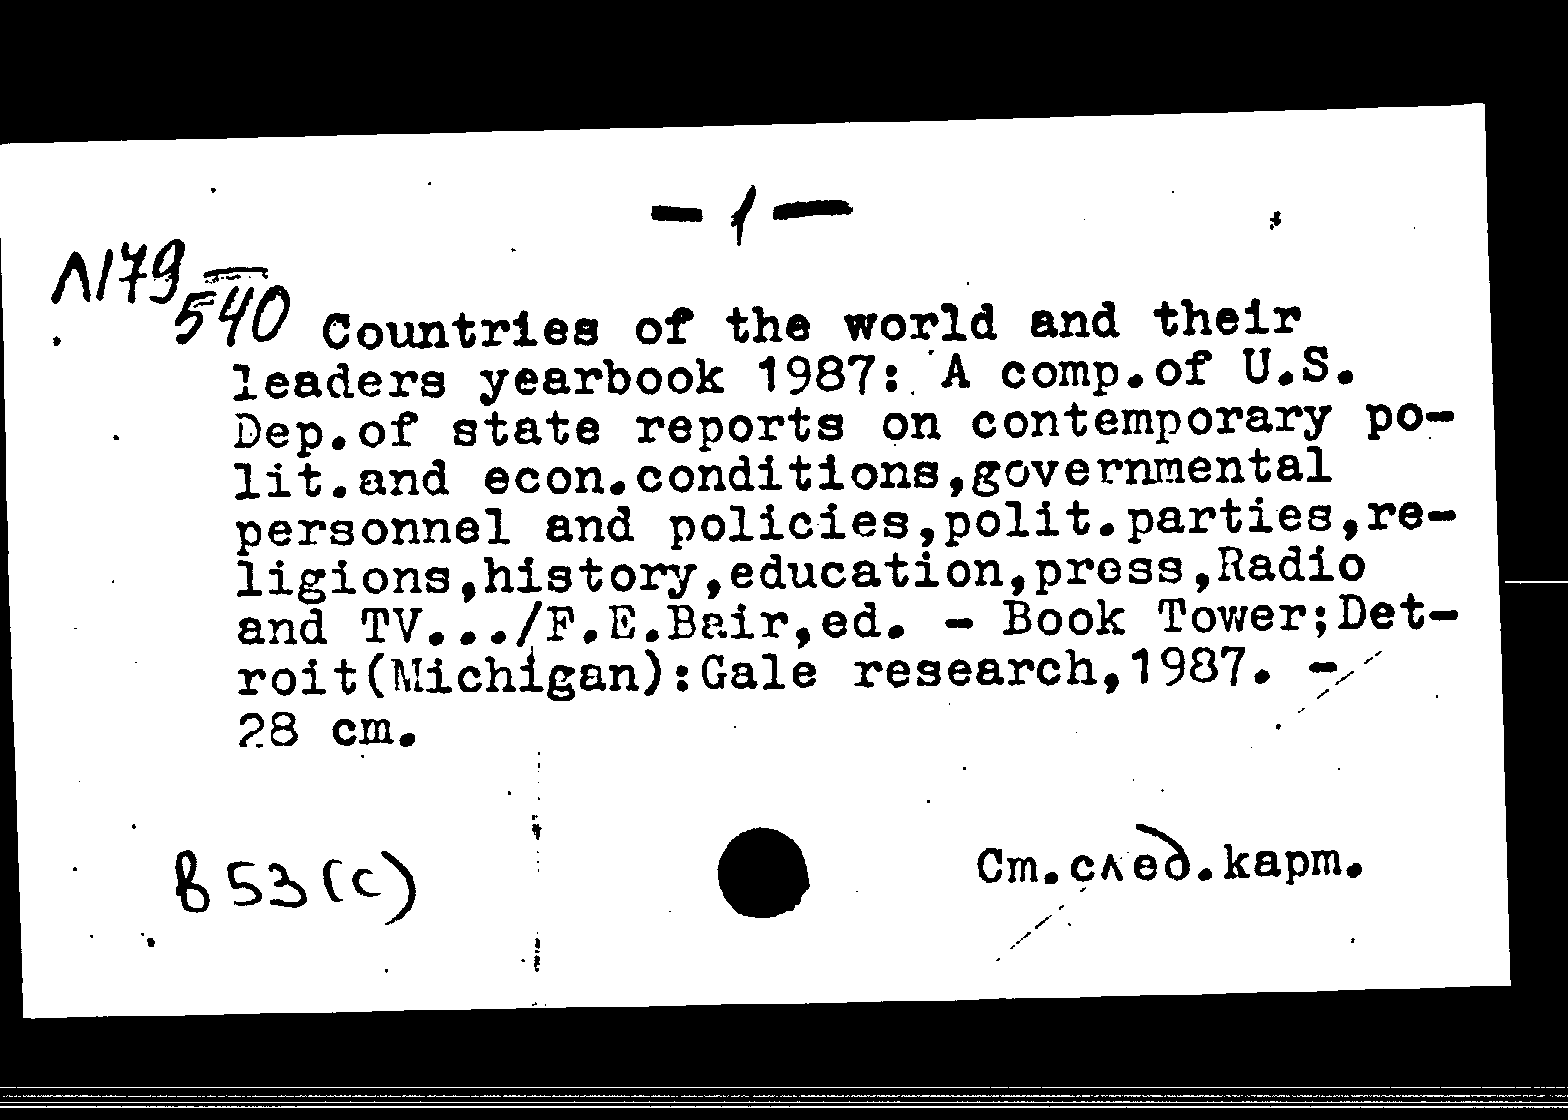 — 1 —
Л179
540
Countries of the world and their
leaders yearbook 1987: A comp.of U.S.
Dep.of state reports on contemporary po-
lit.and econ.conditions,governmental
personnel and policies,polit.parties,re-
ligions,history,education,press,Radio
and TV.../F.E.Bair,ed. - Book Tower;Det-
roit(Michigan):Gale research,1987. -
28 cm.
В 53 (с)
Ст.след.карт.